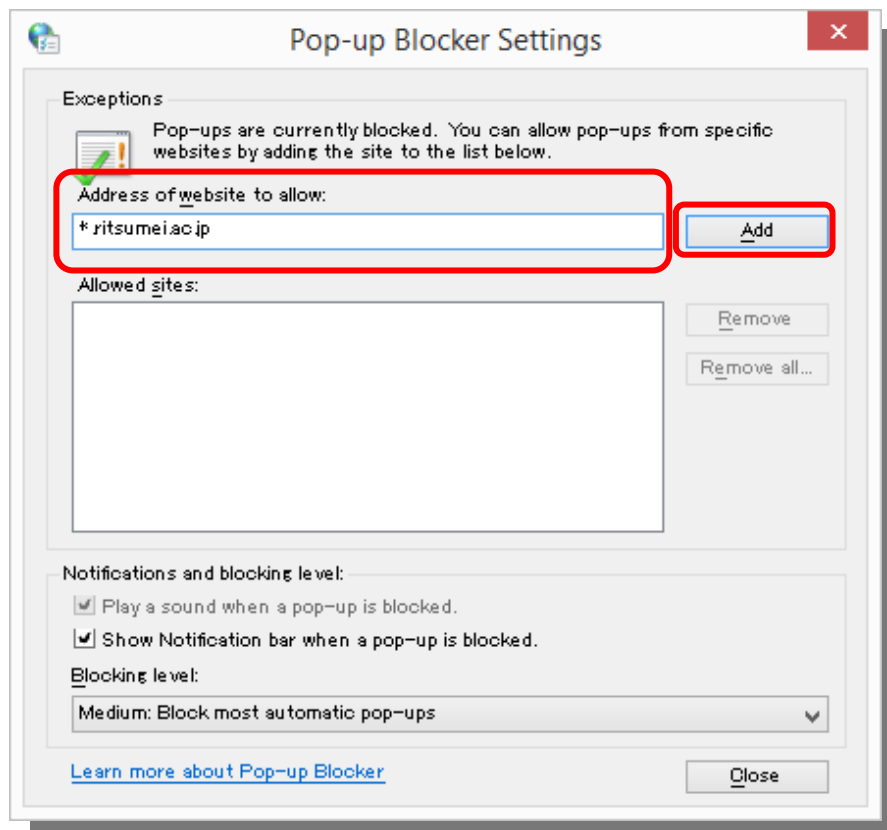 Pop-up Blocker Settings
Exceptions
Pop-ups are currently blocked. You can allow pop-ups from specific
websites by adding the site to the list below.
Address of website to allow:
*.ritsumei.ac.jp
Add
Allowed sites:
Remove
Remove all...
Notifications and blocking level:
Play a sound when a pop-up is blocked.
Show Notification bar when a pop-up is blocked.
Blocking level:
Medium: Block most automatic pop-ups
Learn more about Pop-up Blocker
Close